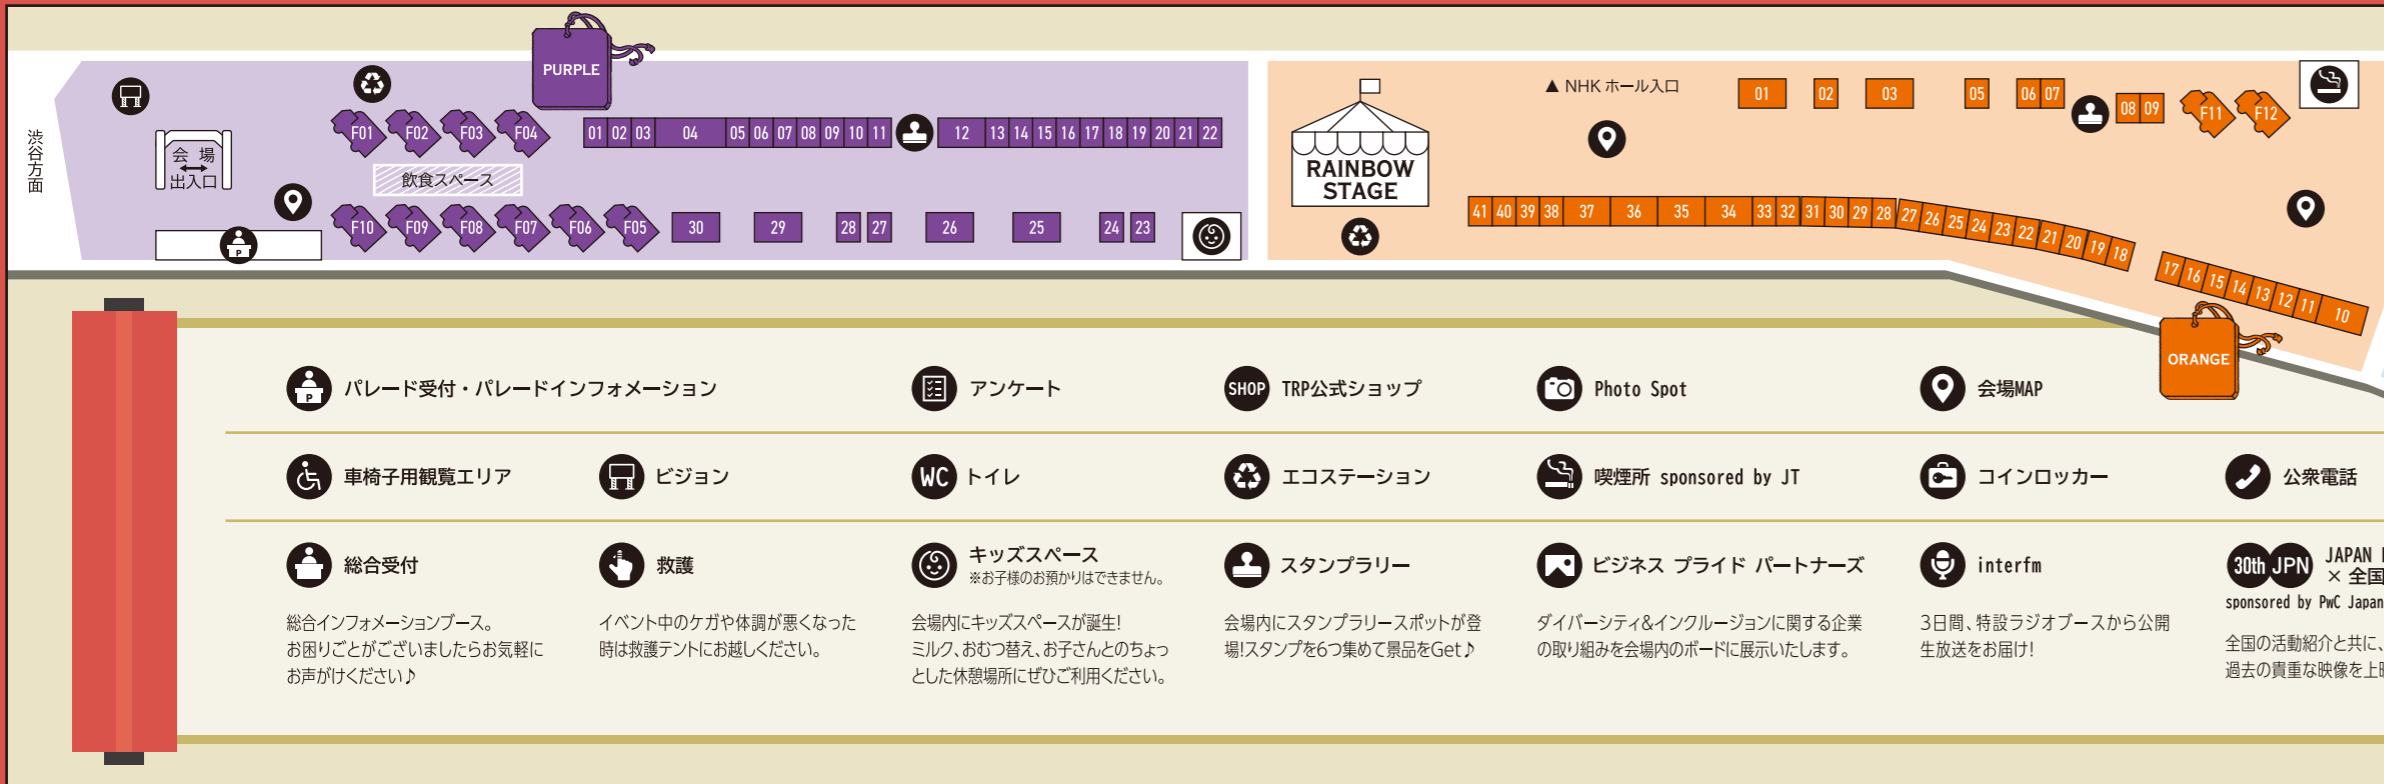 渋谷方面
会 場
出入口
P
PURPLE
F01 F02 F03 F04
01 02 03 04 05 06 07 08 09 10 11 12 13 14 15 16 17 18 19 20 21 22
飲食スペース
F10 F09 F08 F07 F06 F05 30 29 28 27 26 25 24 23
RAINBOW
STAGE
▲ NHK ホール入口
01 02 03 05 06 07 08 09 F11 F12
41 40 39 38 37 36 35 34 33 32 31 30 29 28 27 26 25 24 23 22 21 20 19 18
17 16 15 14 13 12 11 10
ORANGE
P パレード受付・パレードインフォメーション
アンケート
SHOP TRP公式ショップ
Photo Spot
会場MAP
車椅子用観覧エリア
ビジョン
WC トイレ
エコステーション
喫煙所 sponsored by JT
コインロッカー
公衆電話
総合受付
総合インフォメーションブース。
お困りごとがございましたらお気軽に
お声がけください♪
救護
イベント中のケガや体調が悪くなった
時は救護テントにお越しください。
キッズスペース
※お子様のお預かりはできません。
会場内にキッズスペースが誕生!
ミルク、おむつ替え、お子さんとのちょっ
とした休憩場所にぜひご利用ください。
スタンプラリー
会場内にスタンプラリースポットが登
場!スタンプを6つ集めて景品をGet♪
ビジネス プライド パートナーズ
ダイバーシティ&インクルージョンに関する企業
の取り組みを会場内のボードに展示いたします。
interfm
3日間、特設ラジオブースから公開
生放送をお届け!
30th JPN JAPAN
× 全国
sponsored by PwC Japan
全国の活動紹介と共に、
過去の貴重な映像を上